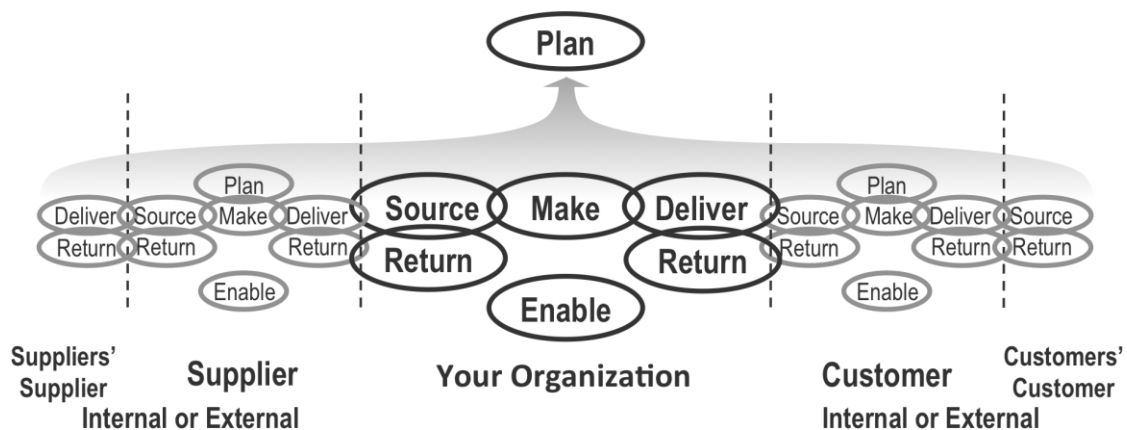 Plan
Plan
Plan
Deliver Source Make Deliver Source Make Deliver Source Make Deliver Source
Return Return Return Return Return Return Return Return
Enable Enable Enable
Suppliers’
Supplier
Supplier
Internal or External
Your Organization
Customer
Internal or External
Customers’
Customer